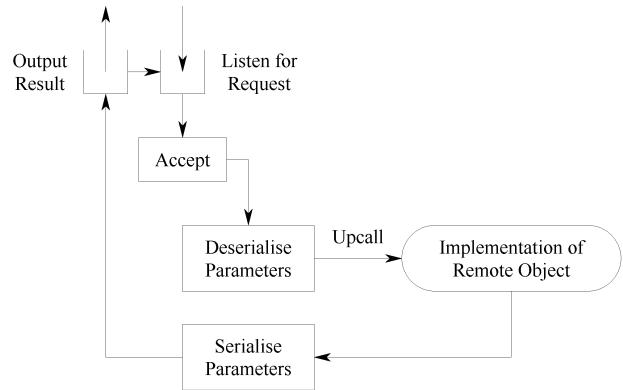 Output
Result
Listen for
Request
Accept
Deserialise
Parameters
Upcall
Implementation of
Remote Object
Serialise
Parameters